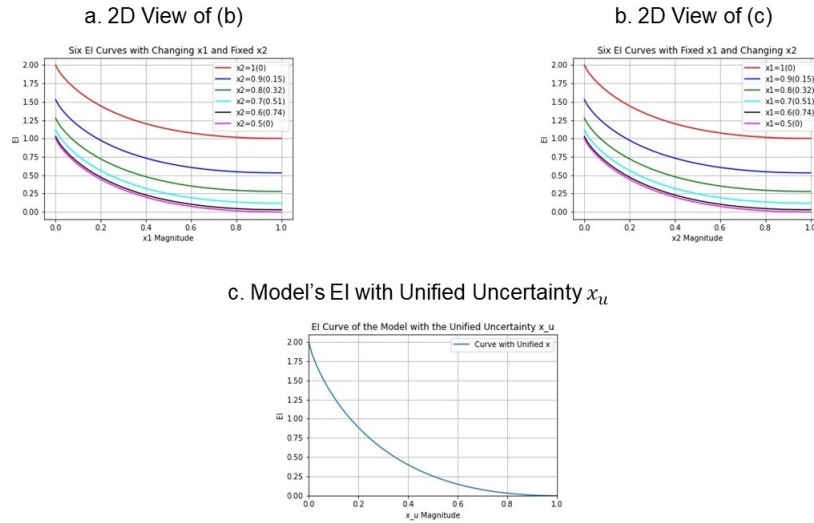 a. 2D View of (b)
b. 2D View of (c)
Six EI Curves with Changing x1 and Fixed x2
2.00
1.75
1.50
1.25
1.00
0.75
0.50
0.25
0.00
EI
x2=1(0)
x2=0.9(0.15)
x2=0.8(0.32)
x2=0.7(0.51)
x2=0.6(0.74)
x2=0.5(0)
0.0 0.2 0.4 0.6 0.8 1.0
x1 Magnitude
Six EI Curves with Fixed x1 and Changing x2
2.00
1.75
1.50
1.25
1.00
0.75
0.50
0.25
0.00
EI
x1=1(0)
x1=0.9(0.15)
x1=0.8(0.32)
x1=0.7(0.51)
x1=0.6(0.74)
x1=0.5(0)
0.0 0.2 0.4 0.6 0.8 1.0
x2 Magnitude
c. Model's EI with Unified Uncertainty x_u
EI Curve of the Model with the Unified Uncertainty x_u
2.00
1.75
1.50
1.25
1.00
0.75
0.50
0.25
0.00
EI
Curve with Unified x
0.0 0.2 0.4 0.6 0.8 1.0
x_u Magnitude